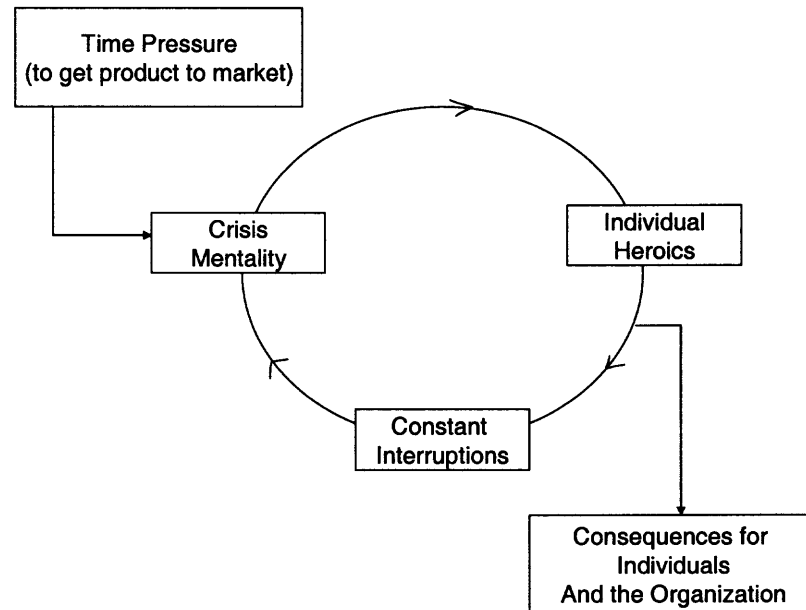 Time Pressure
(to get product to market)
Crisis
Mentality
Individual
Heroics
Constant
Interruptions
Consequences for
Individuals
And the Organization